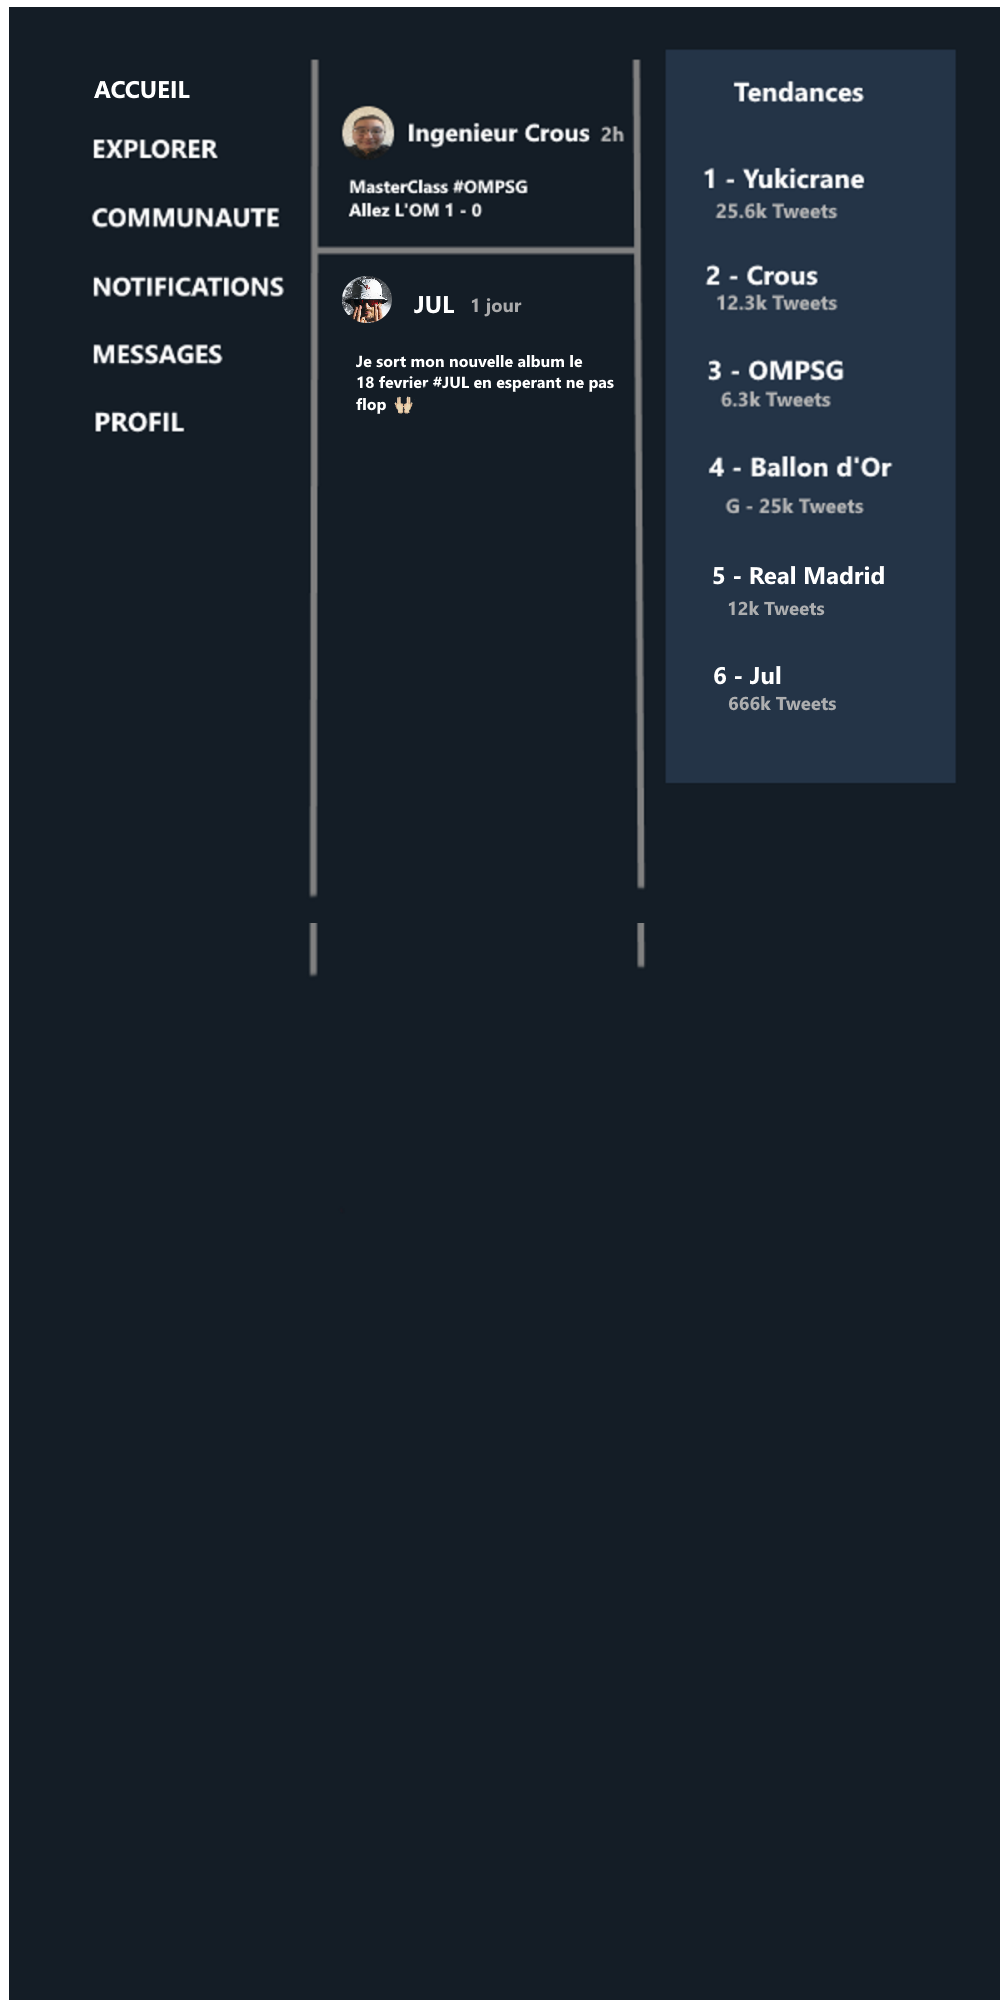 ACCUEIL
EXPLORER
COMMUNAUTE
NOTIFICATIONS
MESSAGES
PROFIL
Ingenieur Crous 2h
MasterClass #OMPSG
Allez L'OM 1 - 0
JUL 1 jour
Je sort mon nouvelle album le
18 fevrier #JUL en esperant ne pas
flop 🙌🏼
Tendances
1 - Yukicrane
25.6k Tweets
2 - Crous
12.3k Tweets
3 - OMPSG
6.3k Tweets
4 - Ballon d'Or
G - 25k Tweets
5 - Real Madrid
12k Tweets
6 - Jul
666k Tweets